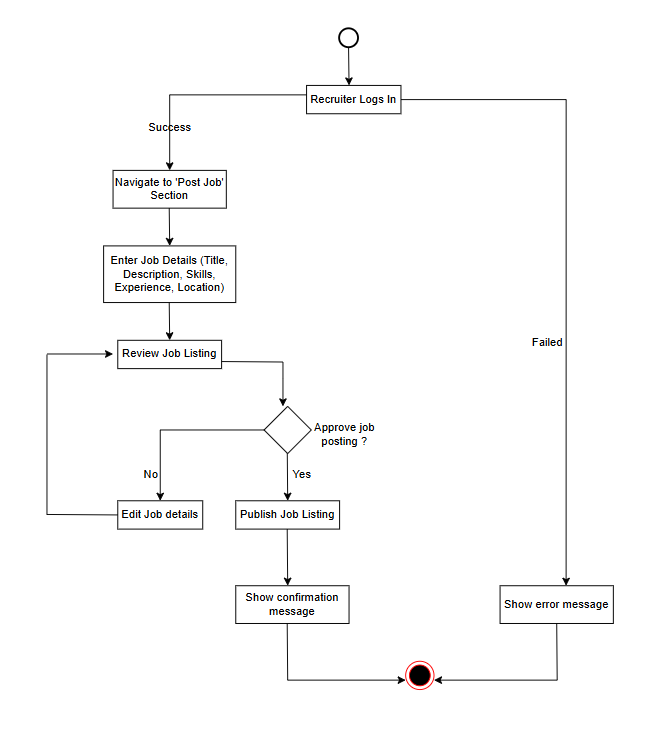 Recruiter Logs In
Success
Navigate to 'Post Job'
Section
Enter Job Details (Title,
Description, Skills,
Experience, Location)
Failed
Review Job Listing
Approve job
posting ?
No
Yes
Edit Job details
Publish Job Listing
Show confirmation
message
Show error message